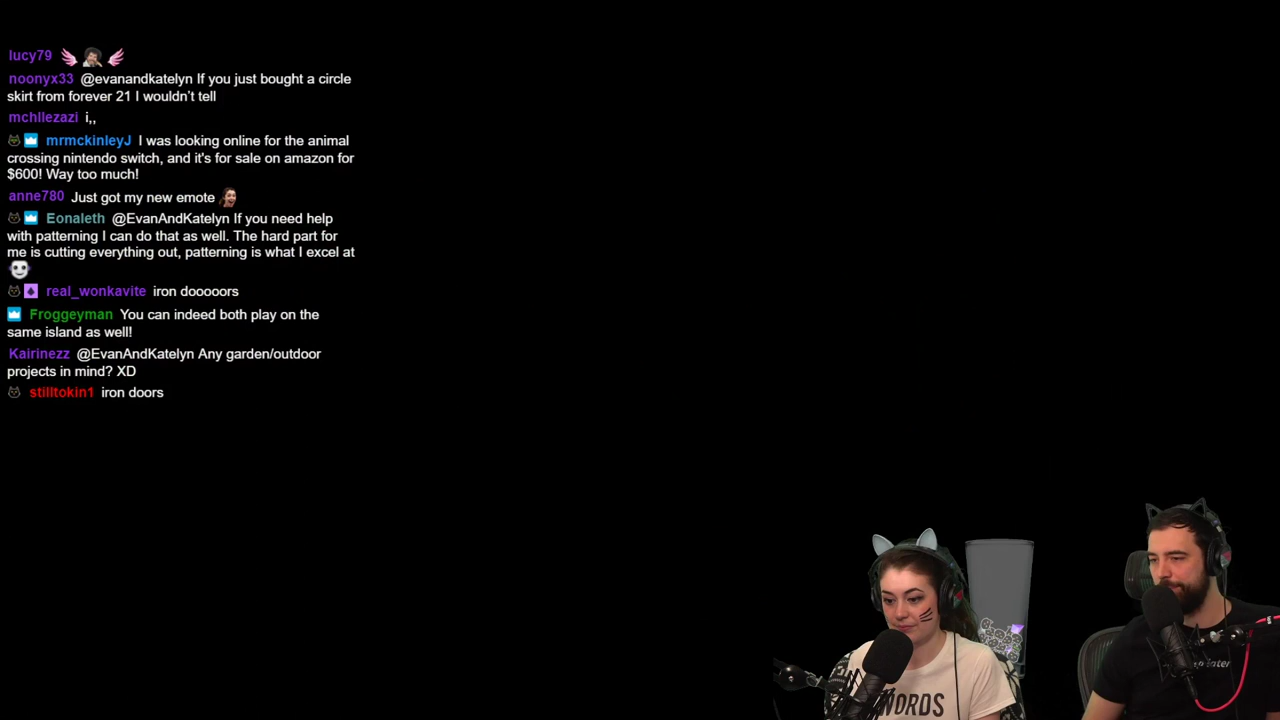 lucy79
noonyx33 @evanandkatelyn If you just bought a circle
skirt from forever 21 I wouldn't tell
mchllezazi i,,
mrmckinleyJ I was looking online for the animal
crossing nintendo switch, and it's for sale on amazon for
$600! Way too much!
anne780 Just got my new emote
Eonaleth @EvanAndKatelyn If you need help
with patterning I can do that as well. The hard part for
me is cutting everything out, patterning is what I excel at
real_wonkavite iron dooooors
Froggeyman You can indeed both play on the
same island as well!
Kairinezz @EvanAndKatelyn Any garden/outdoor
projects in mind? XD
stilltokin1 iron doors
WORDS